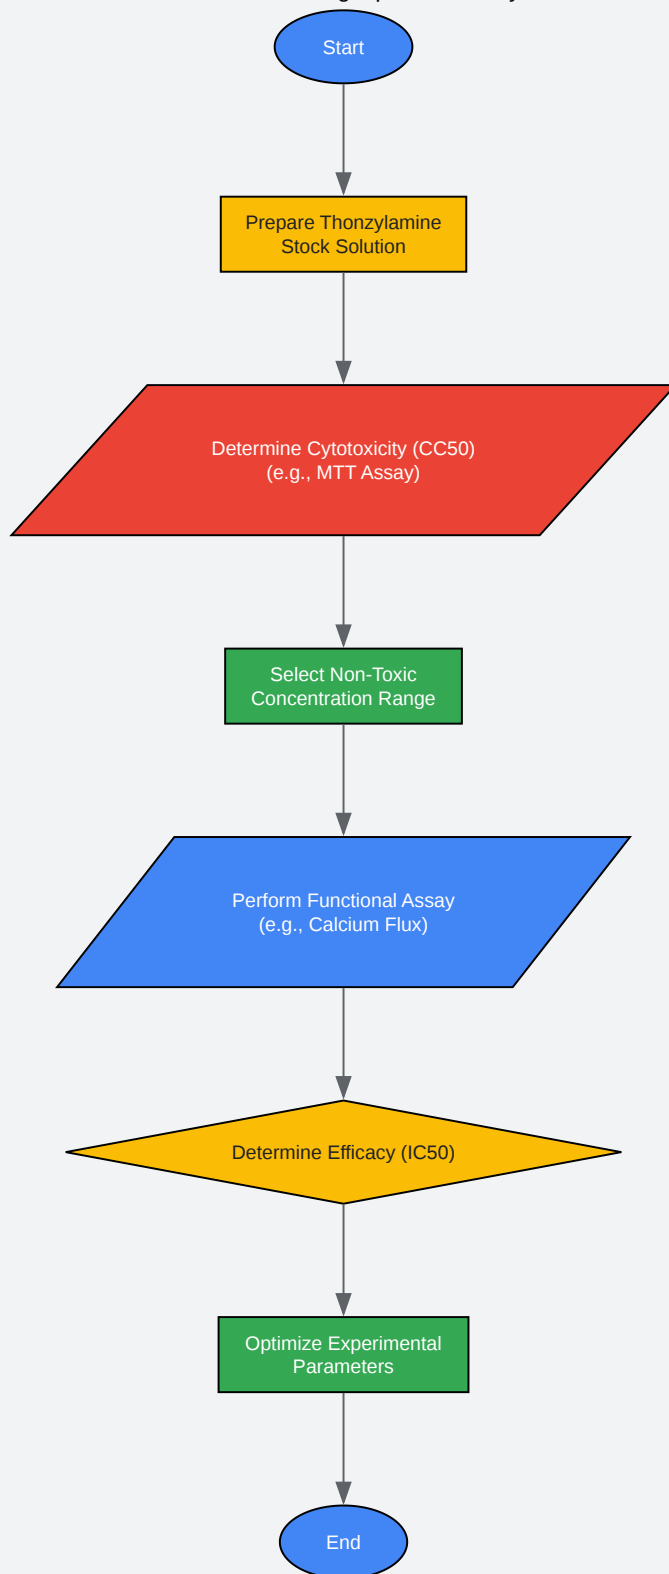 Start
Prepare Thonzylamine
Stock Solution
Determine Cytotoxicity (CC50)
(e.g., MTT Assay)
Select Non-Toxic
Concentration Range
Perform Functional Assay
(e.g., Calcium Flux)
Determine Efficacy (IC50)
Optimize Experimental
Parameters
End